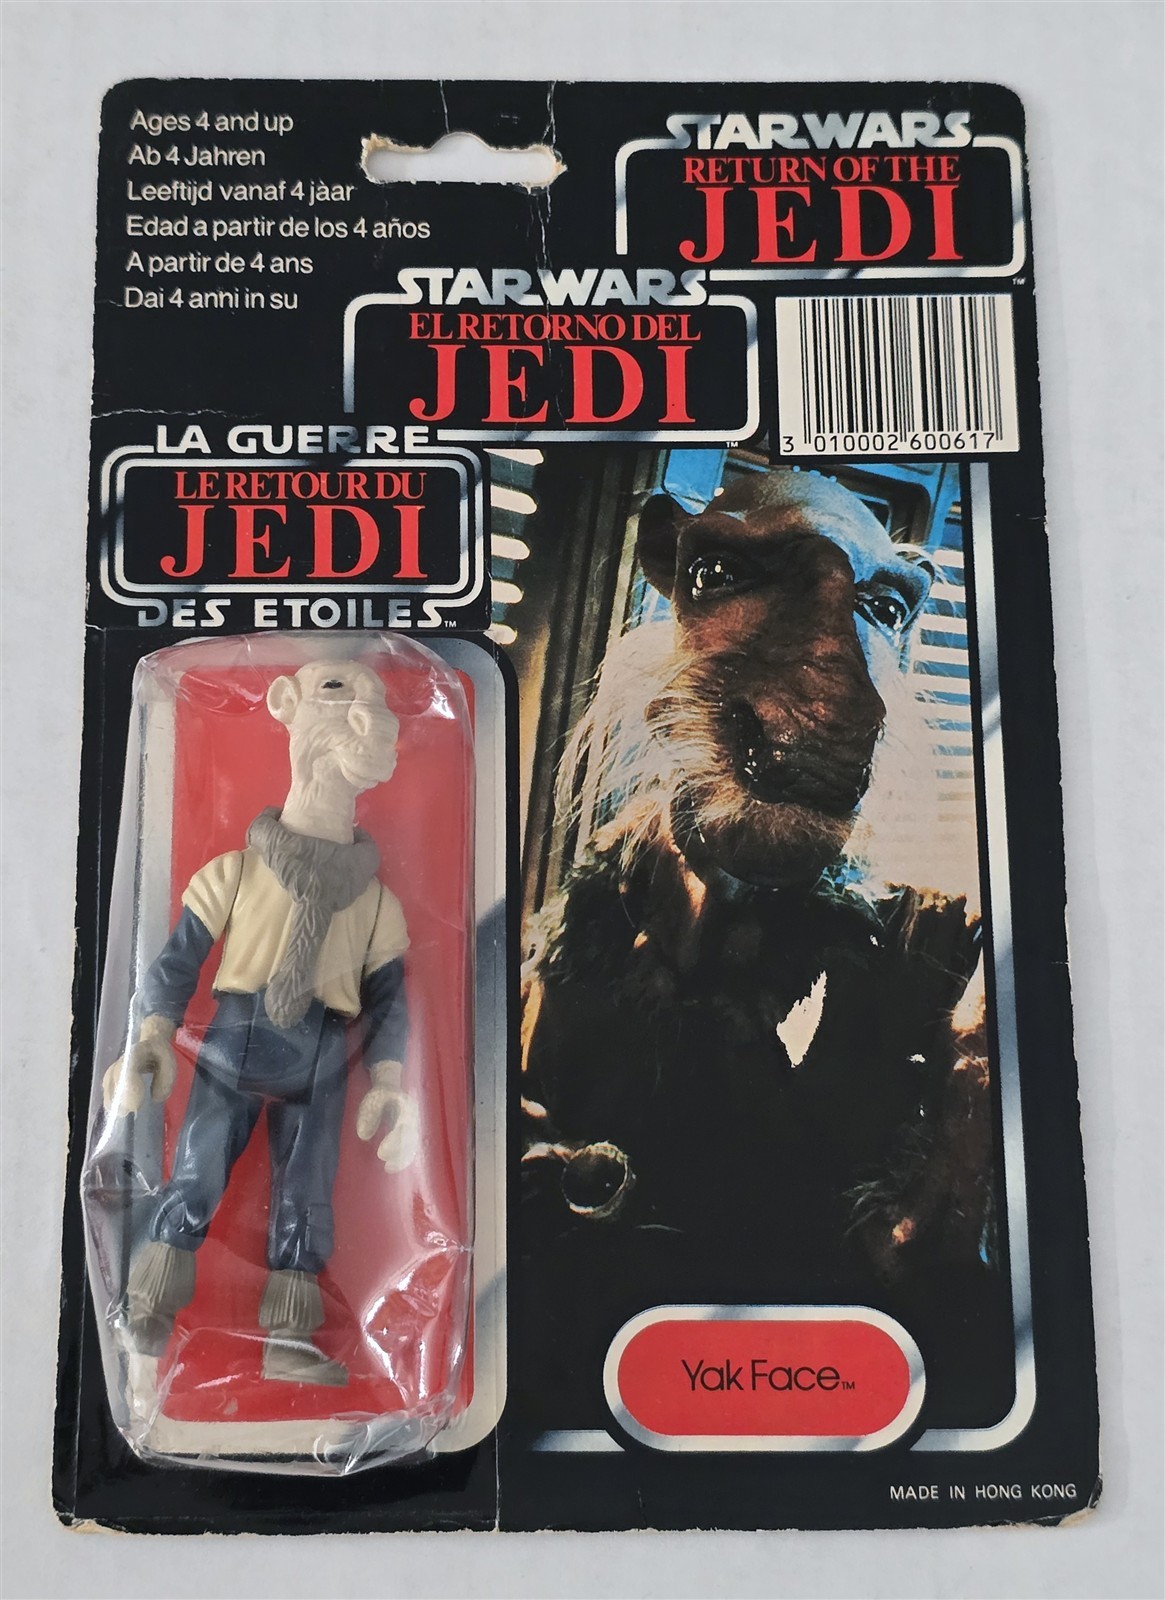 Ages 4 and up
Ab 4 Jahren
Leeftijd vanaf 4 jàar
Edad a partir de los 4 años
A partir de 4 ans
Dai 4 anni in su
STAR WARS
RETURN OF THE
JEDI
TM
STAR WARS
EL RETORNO DEL
JEDI
TM
3 010002 600617
LA GUERRE
LE RETOUR DU
JEDI
DES ETOILES TM
Yak Face TM
MADE IN HONG KONG